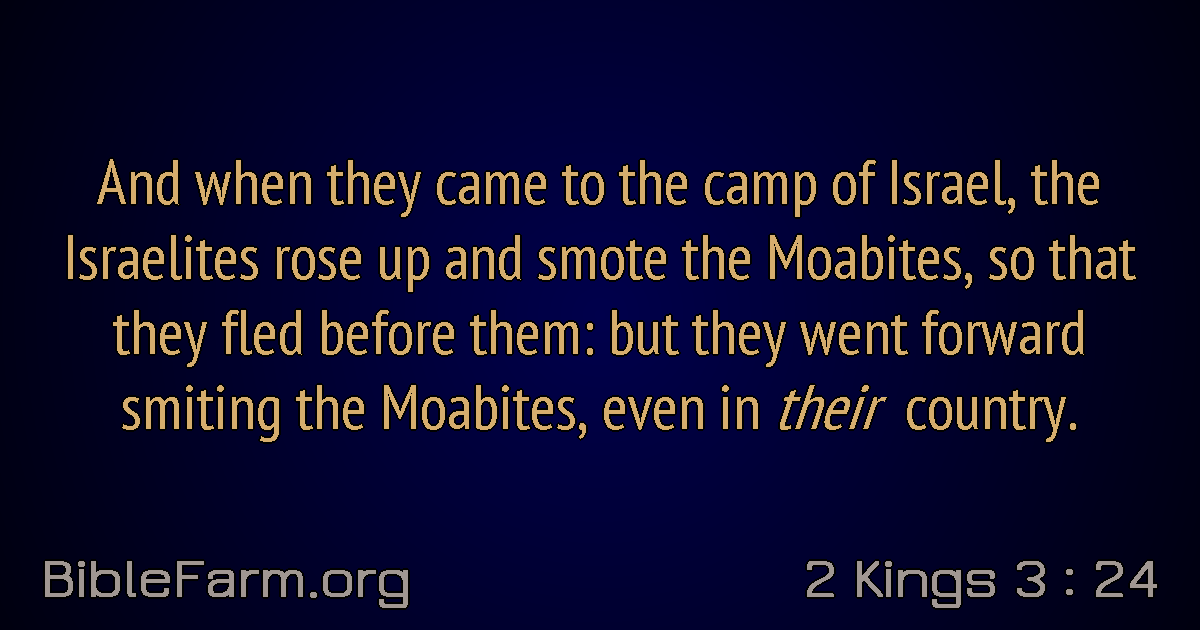 And when they came to the camp of Israel, the
Israelites rose up and smote the Moabites, so that
they fled before them: but they went forward
smiting the Moabites, even in their country.
BibleFarm.org
2 Kings 3 : 24